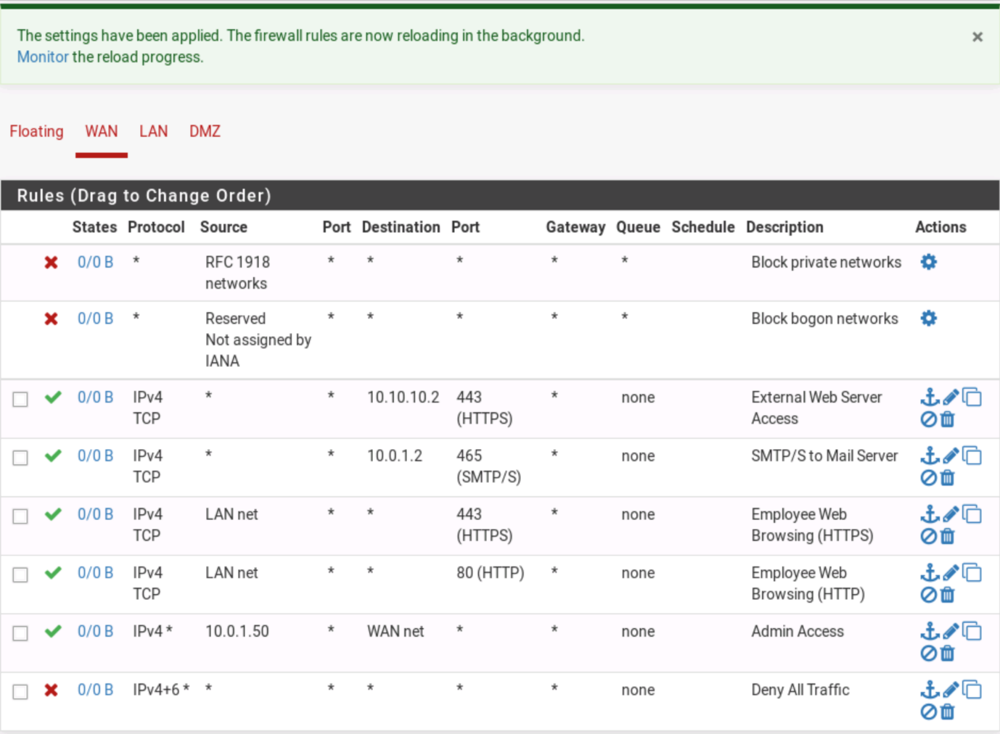 The settings have been applied. The firewall rules are now reloading in the background.
Monitor the reload progress.
×
Floating WAN LAN DMZ
Rules (Drag to Change Order)
States Protocol Source Port Destination Port Gateway Queue Schedule Description Actions
0/0 B * RFC 1918 * * * * * Block private networks
networks
0/0 B * Reserved * * * * * Block bogon networks
Not assigned by
IANA
0/0 B IPv4 * * 10.10.10.2 443 * none External Web Server
TCP (HTTPS) Access
0/0 B IPv4 * * 10.0.1.2 465 * none SMTP/S to Mail Server
TCP (SMTP/S)
0/0 B IPv4 LAN net * * 443 * none Employee Web
TCP (HTTPS) Browsing (HTTPS)
0/0 B IPv4 LAN net * * 80 (HTTP) * none Employee Web
TCP Browsing (HTTP)
0/0 B IPv4 * 10.0.1.50 * WAN net * * none Admin Access
0/0 B IPv4+6 * * * * * * none Deny All Traffic